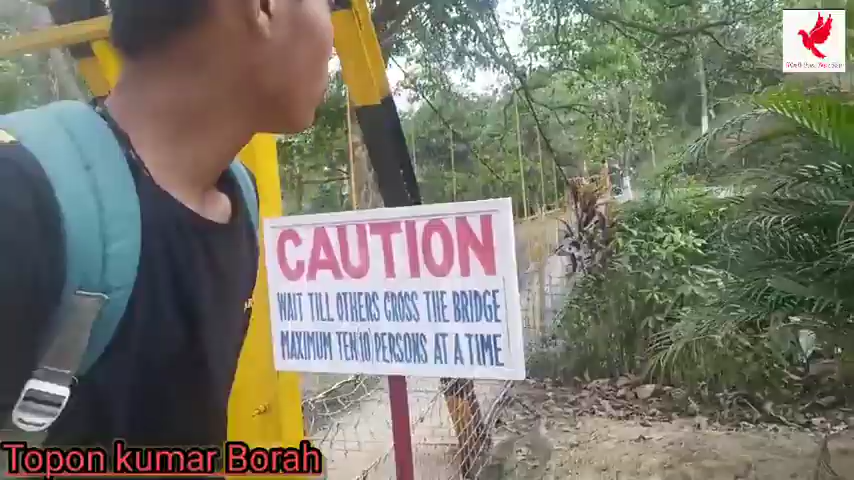 CAUTION
WAIT TILL OTHERS CROSS THE BRIDGE
MAXIMUM TEN(10) PERSONS AT A TIME
Topon kumar Borah